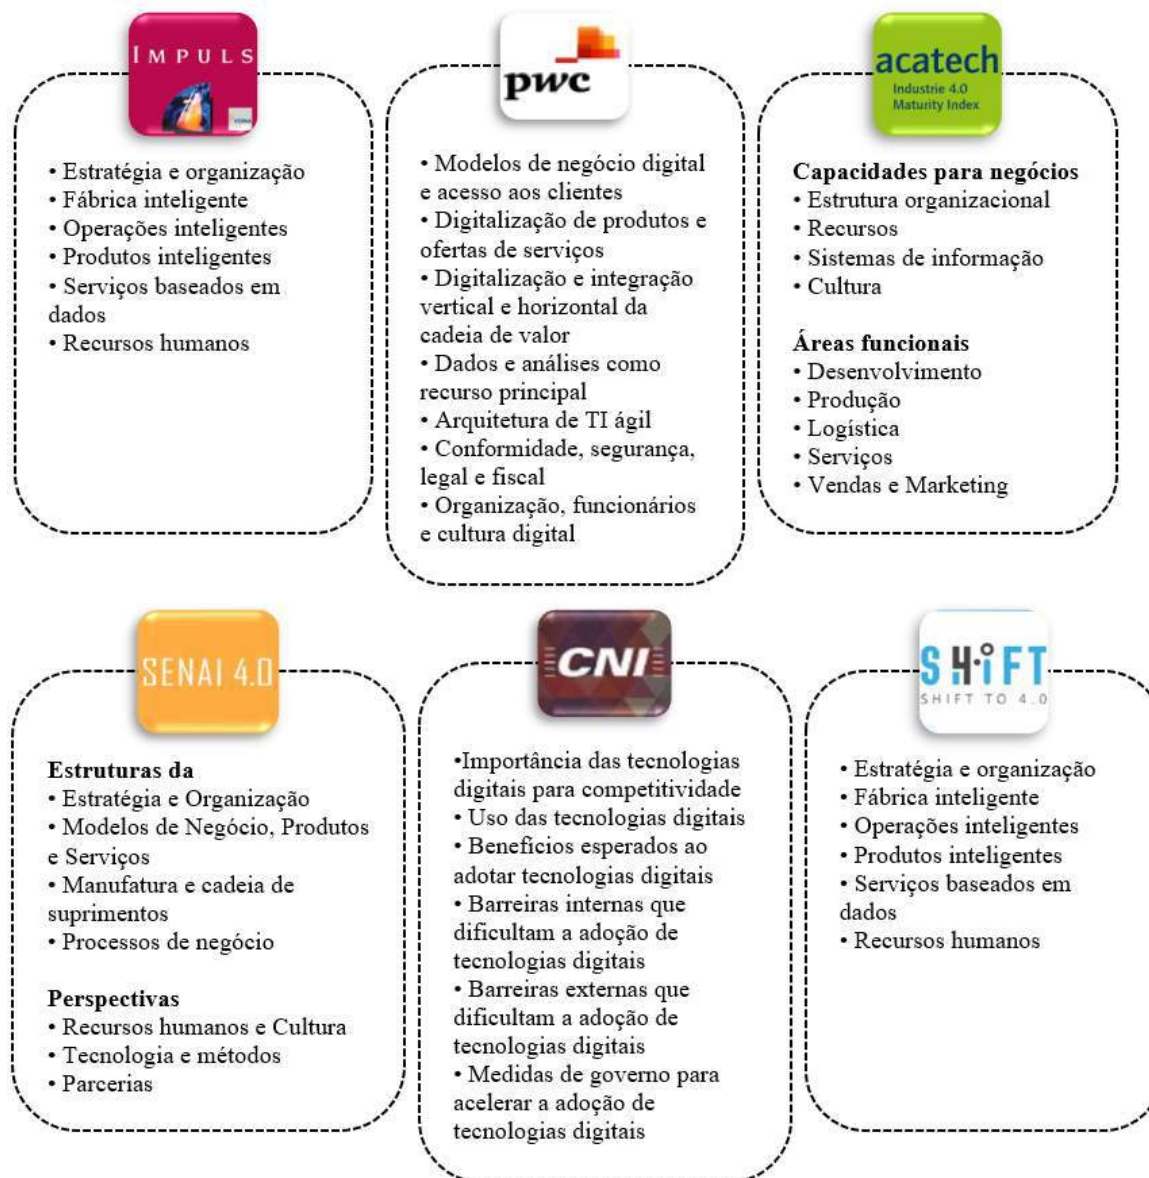 IMPULS
• Estratégia e organização
• Fábrica inteligente
• Operações inteligentes
• Produtos inteligentes
• Serviços baseados em
dados
• Recursos humanos
pwc
• Modelos de negócio digital
e acesso aos clientes
• Digitalização de produtos e
ofertas de serviços
• Digitalização e integração
vertical e horizontal da
cadeia de valor
• Dados e análises como
recurso principal
• Arquitetura de TI ágil
• Conformidade, segurança,
legal e fiscal
• Organização, funcionários
e cultura digital
acatech
Industrie 4.0
Maturity Index
Capacidades para negócios
• Estrutura organizacional
• Recursos
• Sistemas de informação
• Cultura
Áreas funcionais
• Desenvolvimento
• Produção
• Logística
• Serviços
• Vendas e Marketing
SENAI 4.0
Estruturas da
• Estratégia e Organização
• Modelos de Negócio, Produtos
e Serviços
• Manufatura e cadeia de
suprimentos
• Processos de negócio
Perspectivas
• Recursos humanos e Cultura
• Tecnologia e métodos
• Parcerias
CNI
•Importância das tecnologias
digitais para competitividade
• Uso das tecnologias digitais
• Benefícios esperados ao
adotar tecnologias digitais
• Barreiras internas que
dificultam a adoção de
tecnologias digitais
• Barreiras externas que
dificultam a adoção de
tecnologias digitais
• Medidas de governo para
acelerar a adoção de
tecnologias digitais
SHiFT
SHIFT TO 4.0
• Estratégia e organização
• Fábrica inteligente
• Operações inteligentes
• Produtos inteligentes
• Serviços baseados em
dados
• Recursos humanos